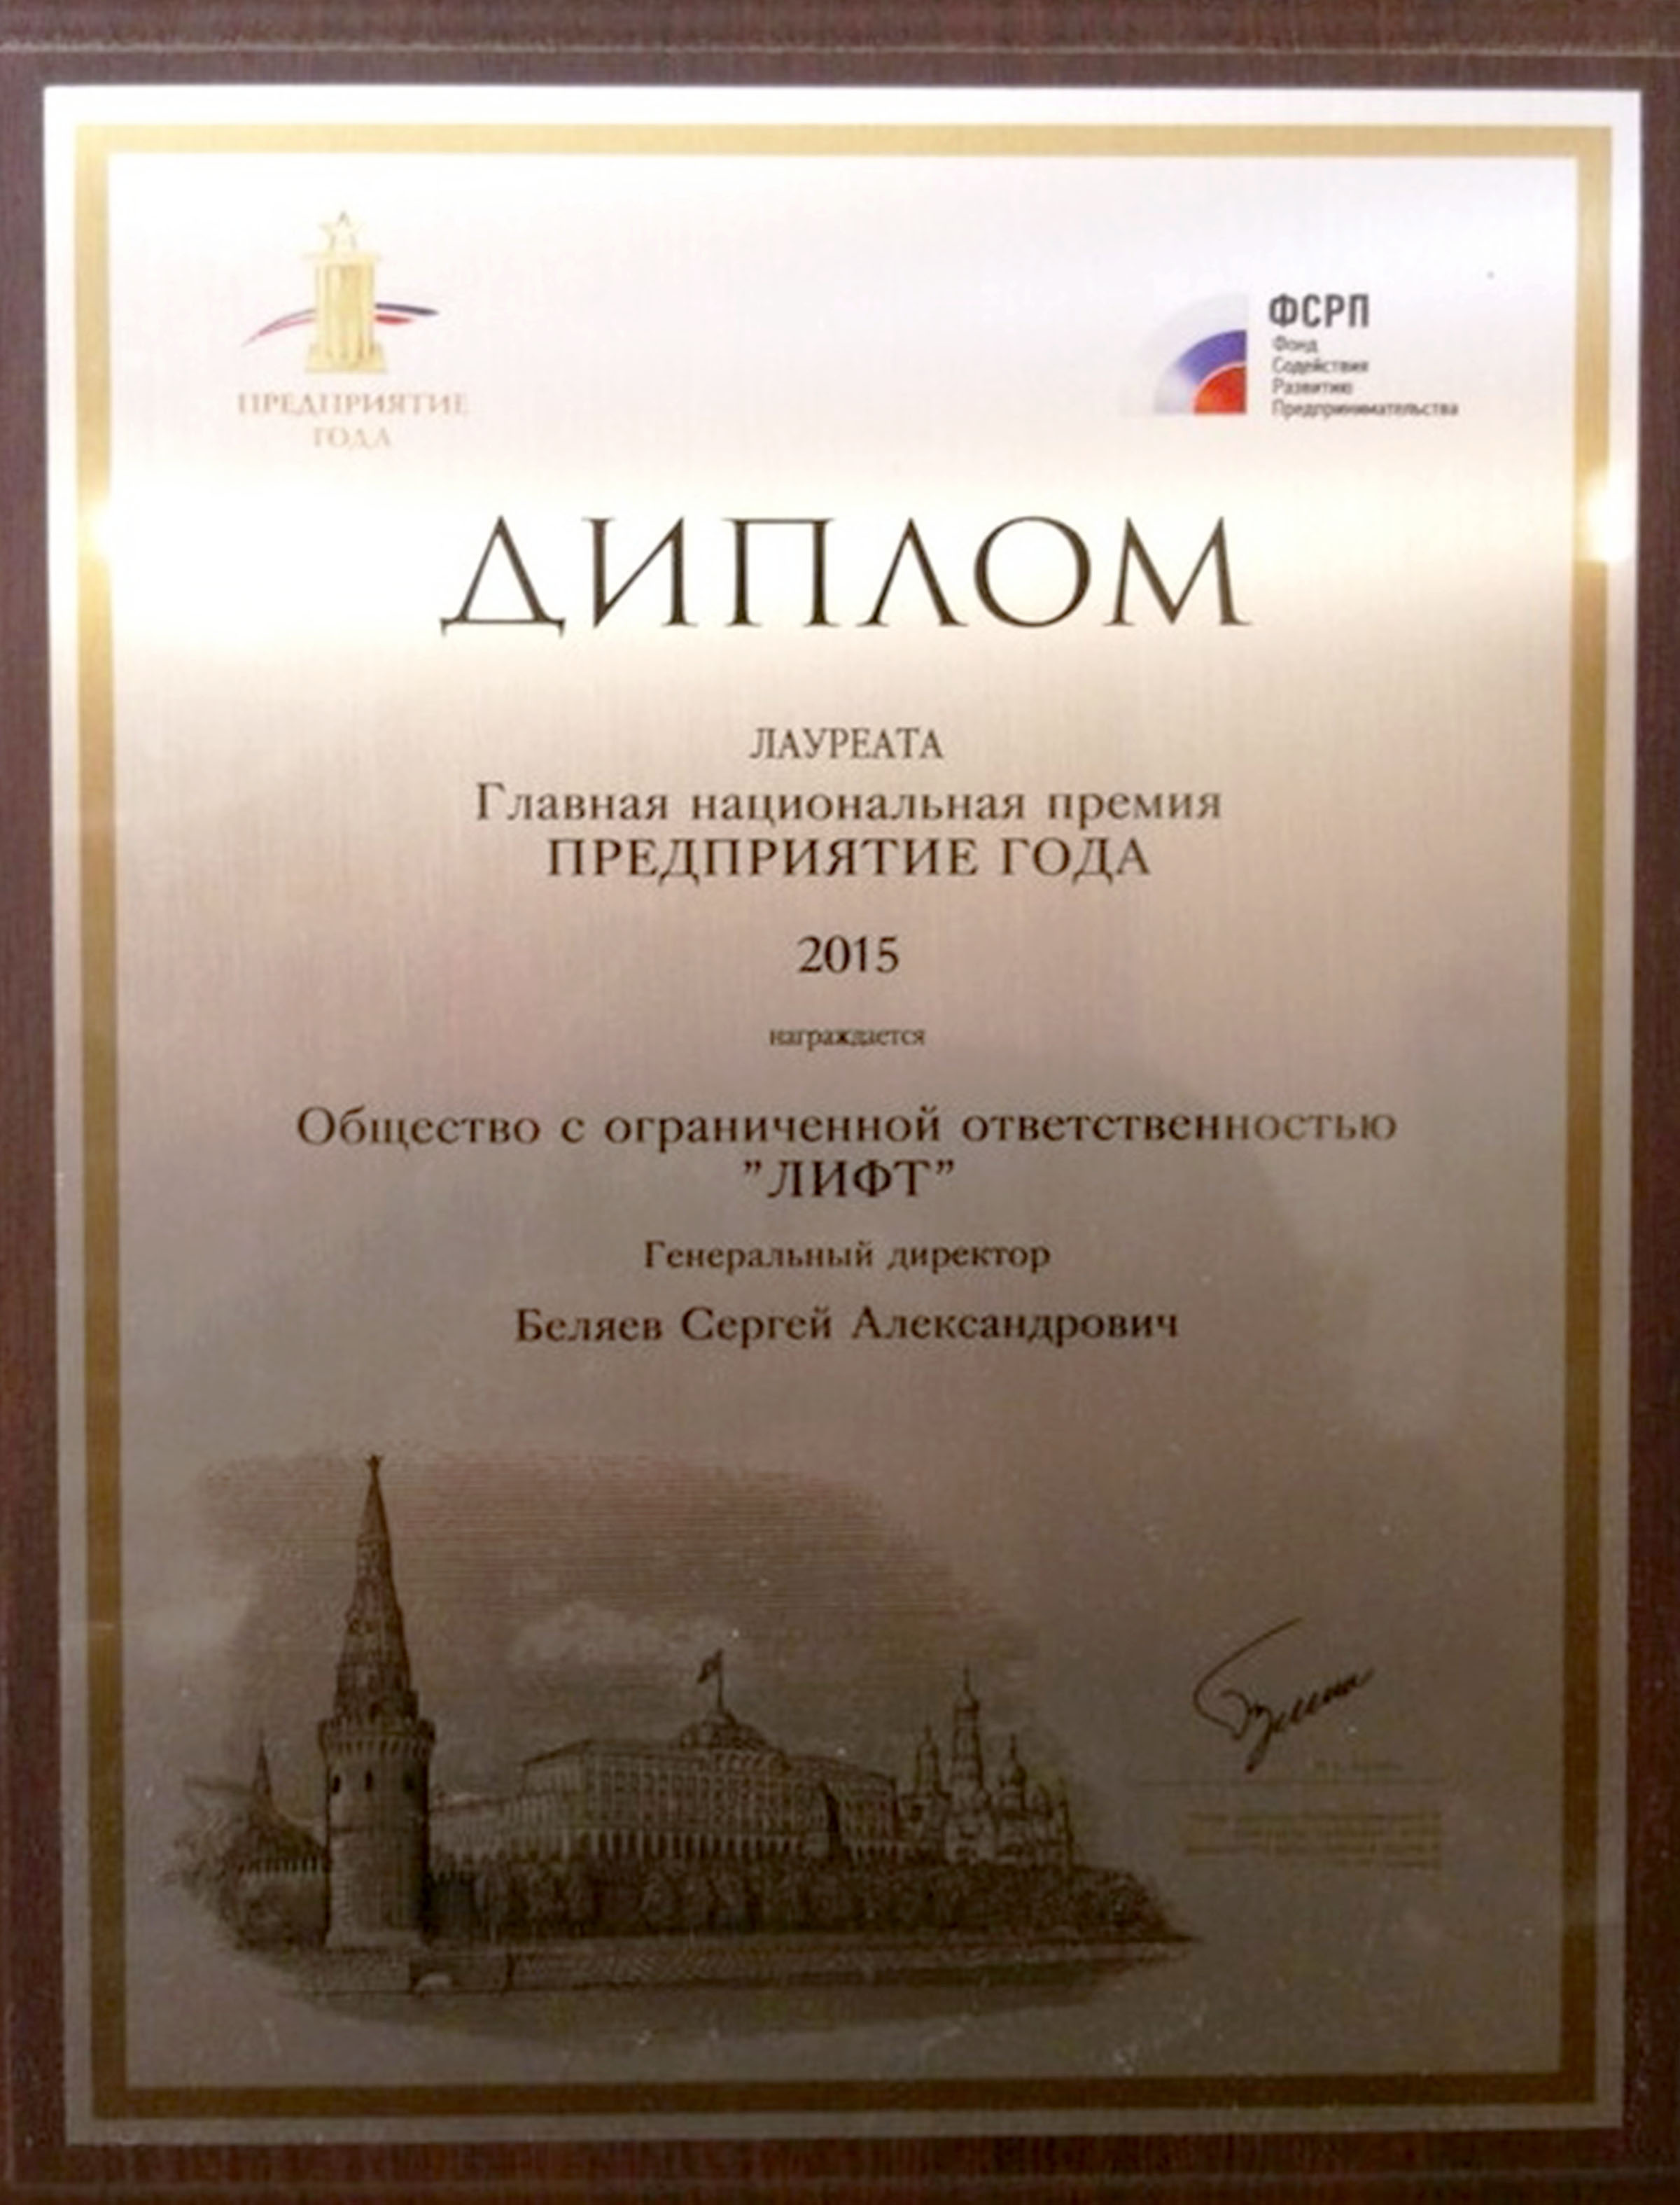 ПРЕДПРИЯТИЕ
ГОДА
ФСРП
Фонд
Содействия
Развитию
Предпринимательства
ДИПЛОМ
ЛАУРЕАТА
Главная национальная премия
ПРЕДПРИЯТИЕ ГОДА
2015
награждается
Общество с ограниченной ответственностью
"ЛИФТ"
Генеральный директор
Беляев Сергей Александрович